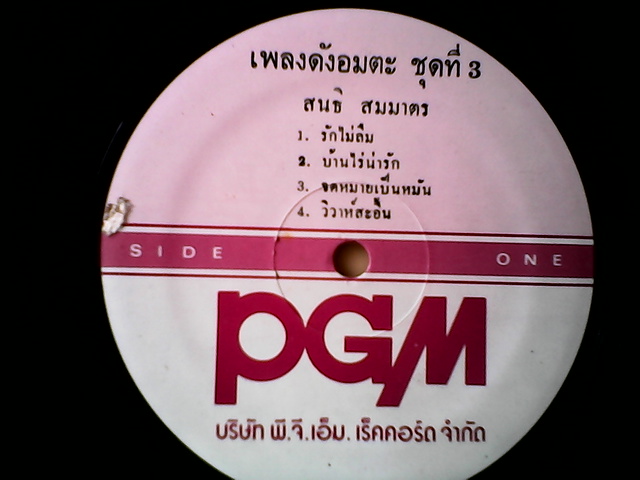 เพลงดังอมตะ ชุดที่ 3
สนธิ สมมาตร
1. รักไม่ลืม
2. บ้านไร่น่ารัก
3. จดหมายเป็นหมัน
4. วิวาห์สะอื้น
SIDE ONE
PGM
บริษัท พี.จี.เอ็ม. เร็คคอร์ด จำกัด